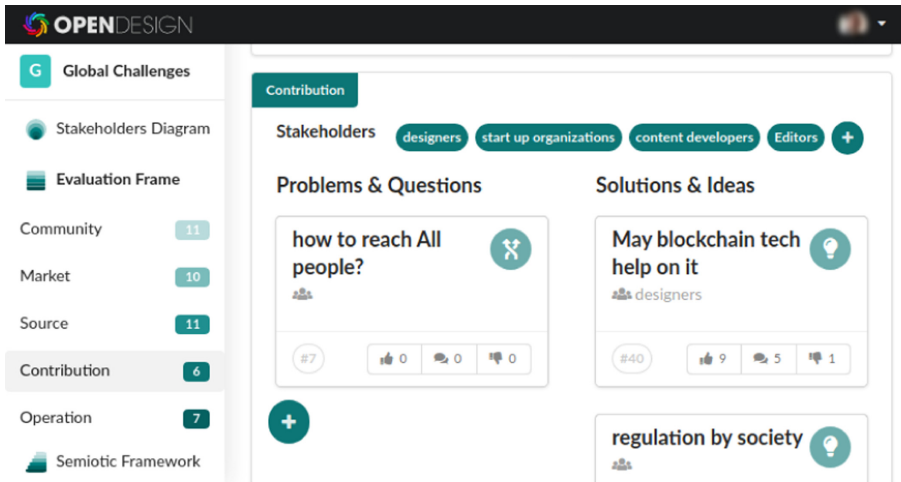 OPENDESIGN
G Global Challenges
Stakeholders Diagram
Evaluation Frame
Community 11
Market 10
Source 11
Contribution 6
Operation 7
Semiotic Framework
Contribution
Stakeholders designers start up organizations content developers Editors +
Problems & Questions
how to reach All
people?
#7 0 0 0
+
Solutions & Ideas
May blockchain tech
help on it
designers
#40 9 5 1
regulation by society